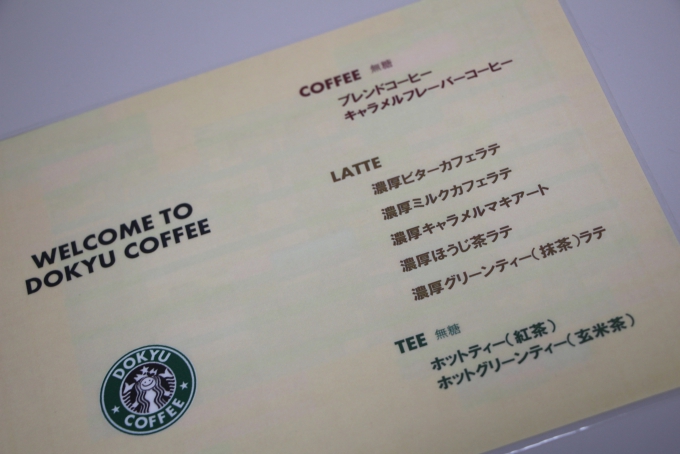 WELCOME TO
DOKYU COFFEE
DOKYU
COFFEE
COFFEE 無糖
ブレンドコーヒー
キャラメルフレーバーコーヒー
LATTE
濃厚ビターカフェラテ
濃厚ミルクカフェラテ
濃厚キャラメルマキアート
濃厚ほうじ茶ラテ
濃厚グリーンティー(抹茶)ラテ
TEE 無糖
ホットティー(紅茶)
ホットグリーンティー(玄米茶)